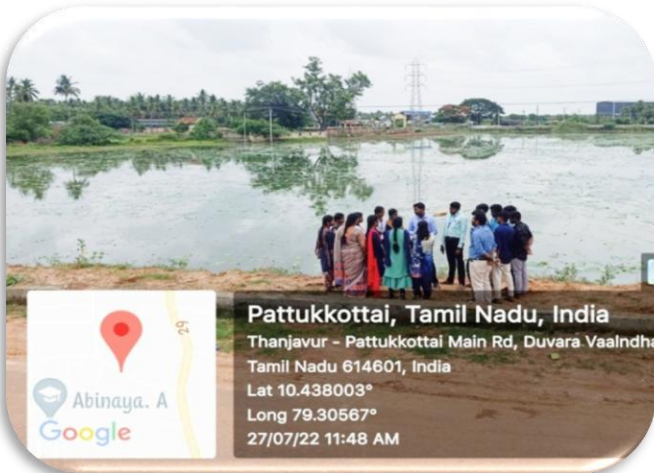 Pattukkottai, Tamil Nadu, India
Thanjavur - Pattukkottai Main Rd, Duvara
Tamil Nadu 614601, India
Lat 10.438003°
Long 79.30567°
27/07/22 11:48 AM
29
Abinaya. A
Google